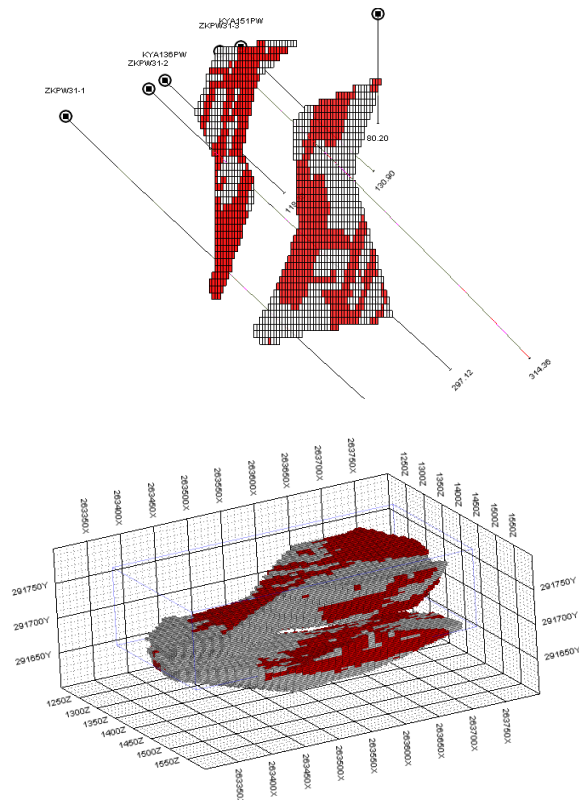 KYA151PW
ZKPW31-3
KYA136PW
ZKPW31-2
ZKPW31-1
80.20
130.90
297.12
314.36
263350X
263400X
263450X
263500X
263550X
263600X
263650X
263700X
263750X
1250Z
1300Z
1350Z
1400Z
1450Z
1500Z
1550Z
291750Y
291700Y
291650Y
291750Y
291700Y
291650Y
1250Z
1300Z
1350Z
1400Z
1450Z
1500Z
1550Z
263350X
263400X
263450X
263500X
263550X
263600X
263650X
263700X
263750X